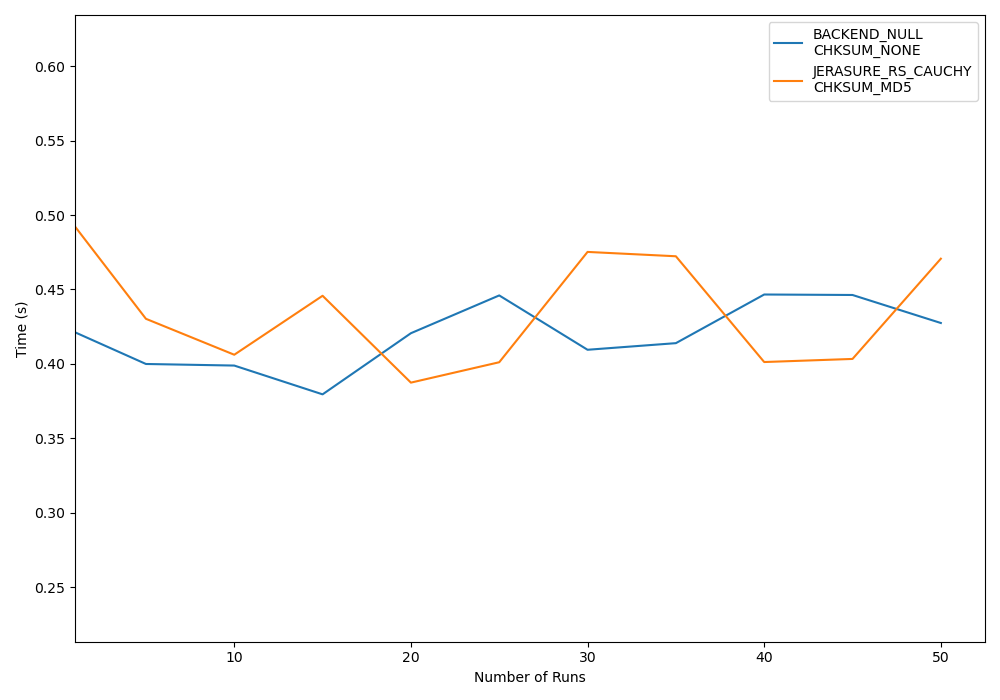 BACKEND_NULL
CHKSUM_NONE
JERASURE_RS_CAUCHY
CHKSUM_MD5
0.60
0.55
0.50
0.45
0.40
0.35
0.30
0.25
Time (s)
10 20 30 40 50
Number of Runs